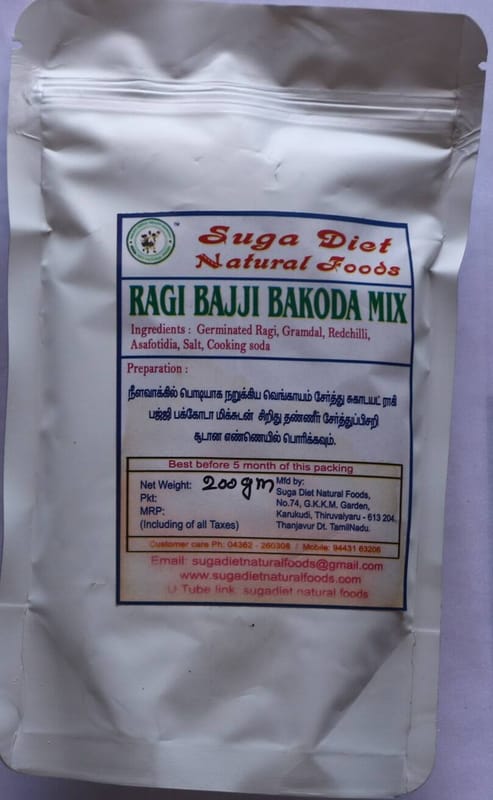 TM
Suga Diet
Natural Foods
RAGI BAJJI BAKODA MIX
Ingredients : Germinated Ragi, Gramdal, Redchilli,
Asafotidia, Salt, Cooking soda
Preparation :
நீளவாக்கில் பொடியாக நறுக்கிய வெங்காயம் சேர்த்து சுகாடயட் ராகி
பஜ்ஜி பக்கோடா மிக்சுடன் சிறிது தண்ணீர் சேர்த்துப்பிசறி
சூடான எண்ணெயில் பொரிக்கவும்.
Best before 5 month of this packing
Net Weight: 200gm
Pkt:
MRP:
(Including of all Taxes)
Mfd by:
Suga Diet Natural Foods,
No.74, G.K.K.M. Garden,
Karukudi, Thiruvaiyaru - 613 204.
Thanjavur Dt. TamilNadu.
Customer care Ph: 04362 - 260308 / Mobile: 94431 63206
Email: sugadietnaturalfoods@gmail.com
www.sugadietnaturalfoods.com
U Tube link: sugadiet natural foods